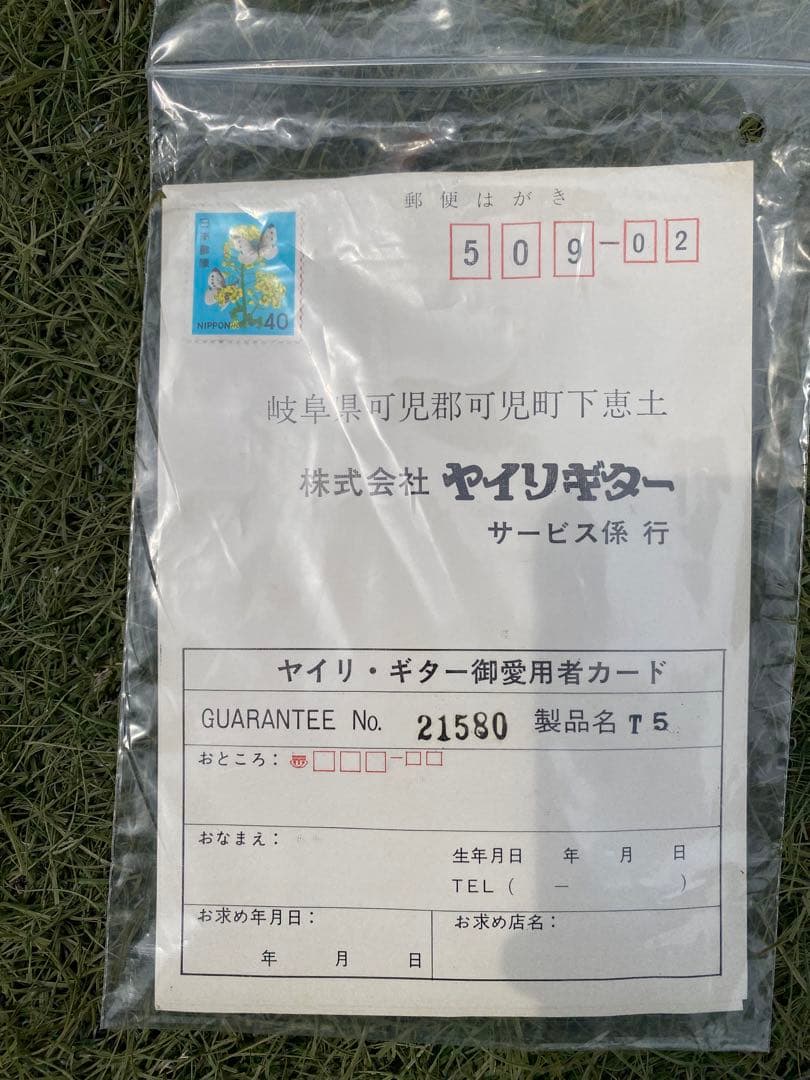 郵便はがき
日本郵便
NIPPON 40
509-02
岐阜県可児郡可児町下恵土
株式会社 ヤイリギター
サービス係 行
ヤイリ・ギター御愛用者カード
GUARANTEE No. 21580 製品名 T5
おところ:〠□□□-□□
おなまえ:
生年月日 年 月 日
TEL( - )
お求め年月日: お求め店名:
年 月 日